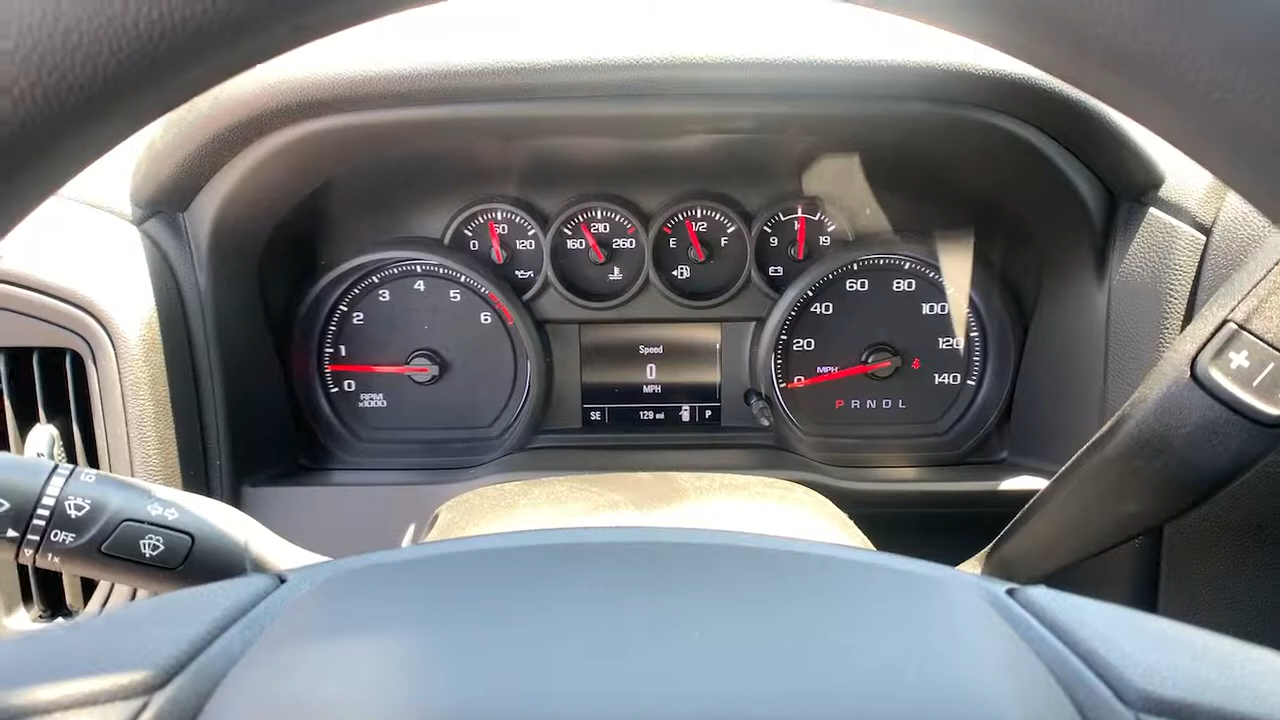 0 60 120
160 210 260
E 1/2 F
9 19
0 1 2 3 4 5 6
RPM
x1000
Speed
0
MPH
SE 129 mi P
0 20 40 60 80 100 120 140
MPH
P R N D L
OFF
1x
+